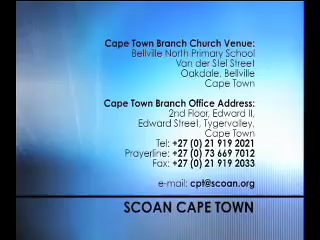 Cape Town Branch Church Venue:
Bellville North Primary School
Van der Stel Street
Oakdale, Bellville
Cape Town
Cape Town Branch Office Address:
2nd Floor, Edward II,
Edward Street, Tygervalley,
Cape Town
Tel: +27 (0) 21 919 2021
Prayerline: +27 (0) 73 669 7012
Fax: +27 (0) 21 919 2033
e-mail: cpt@scoan.org
SCOAN CAPE TOWN